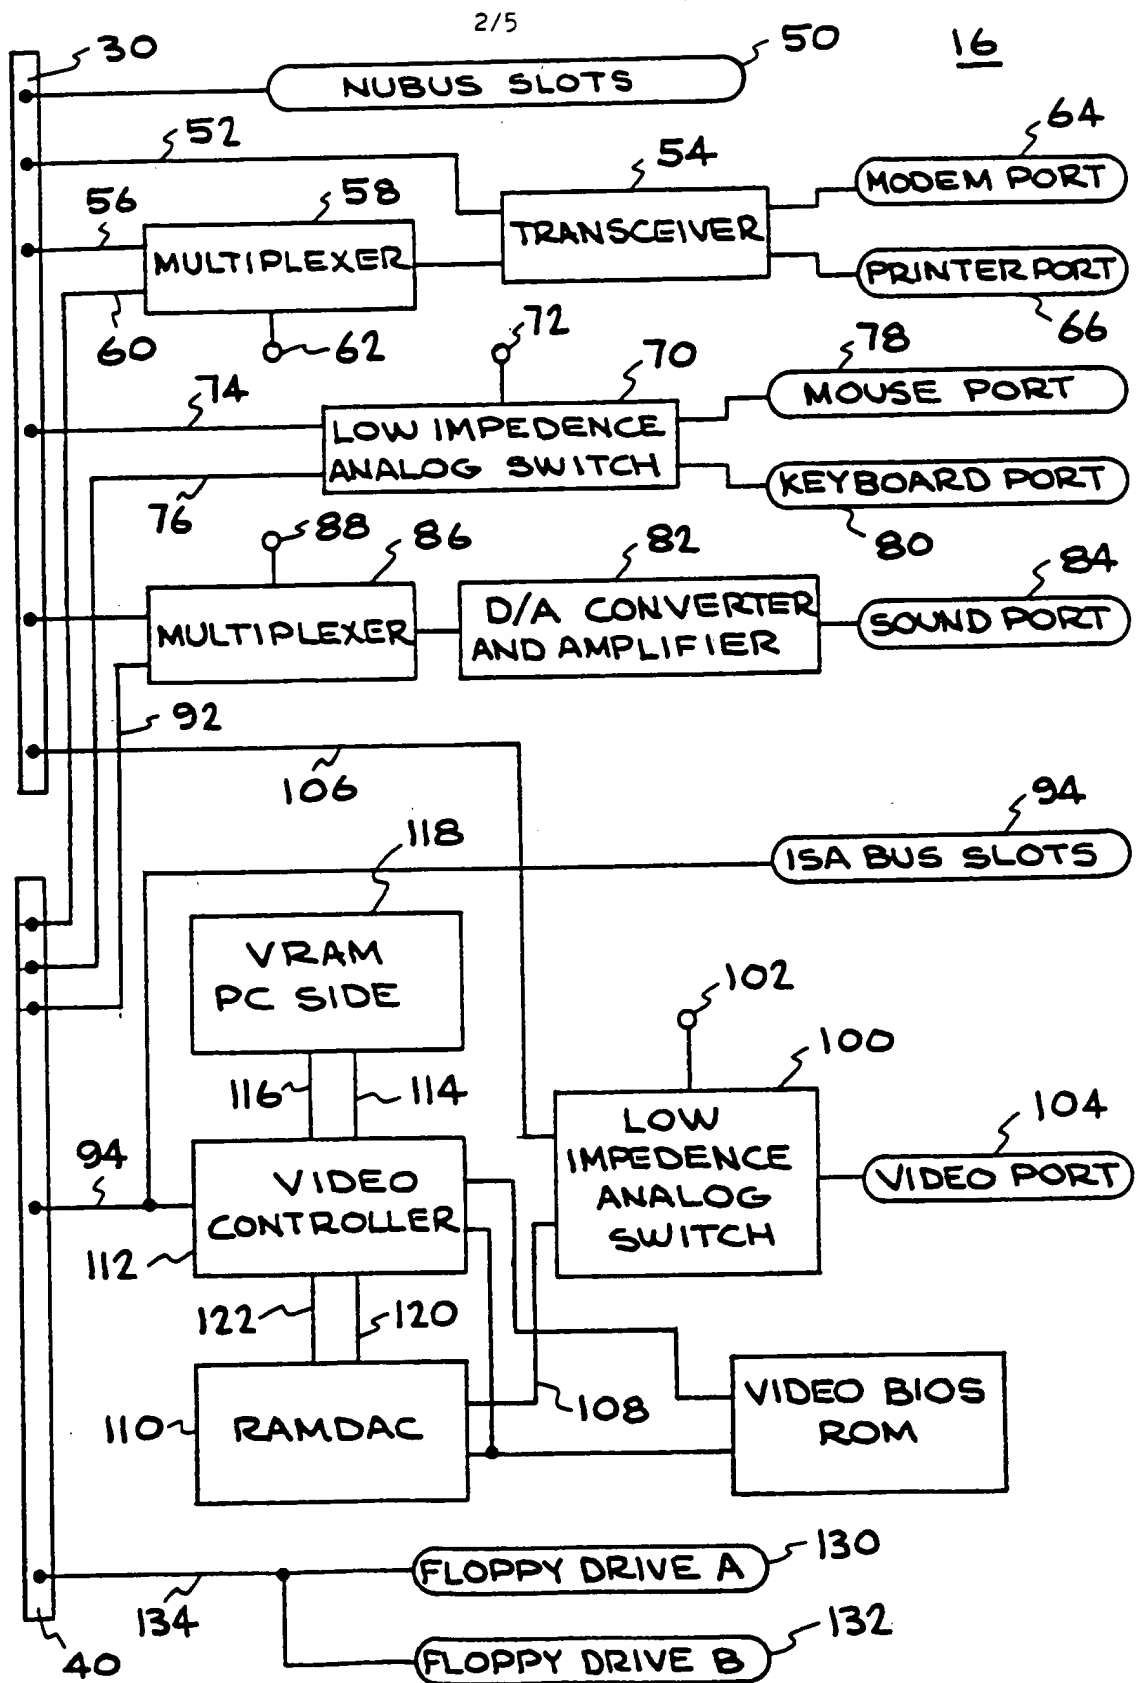 2/5
30
50
16
NUBUS SLOTS
52
54
64
MODEM PORT
56
58
MULTIPLEXER
TRANSCEIVER
PRINTER PORT
60
62
72
66
70
78
74
MOUSE PORT
LOW IMPEDENCE
ANALOG SWITCH
KEYBOARD PORT
76
80
88
86
82
84
MULTIPLEXER
D/A CONVERTER
AND AMPLIFIER
SOUND PORT
92
106
94
118
ISA BUS SLOTS
VRAM
PC SIDE
102
100
116
114
LOW
IMPEDENCE
ANALOG
SWITCH
104
VIDEO PORT
94
VIDEO
CONTROLLER
112
122
120
110
RAMDAC
108
VIDEO BIOS
ROM
FLOPPY DRIVE A
130
134
132
40
FLOPPY DRIVE B